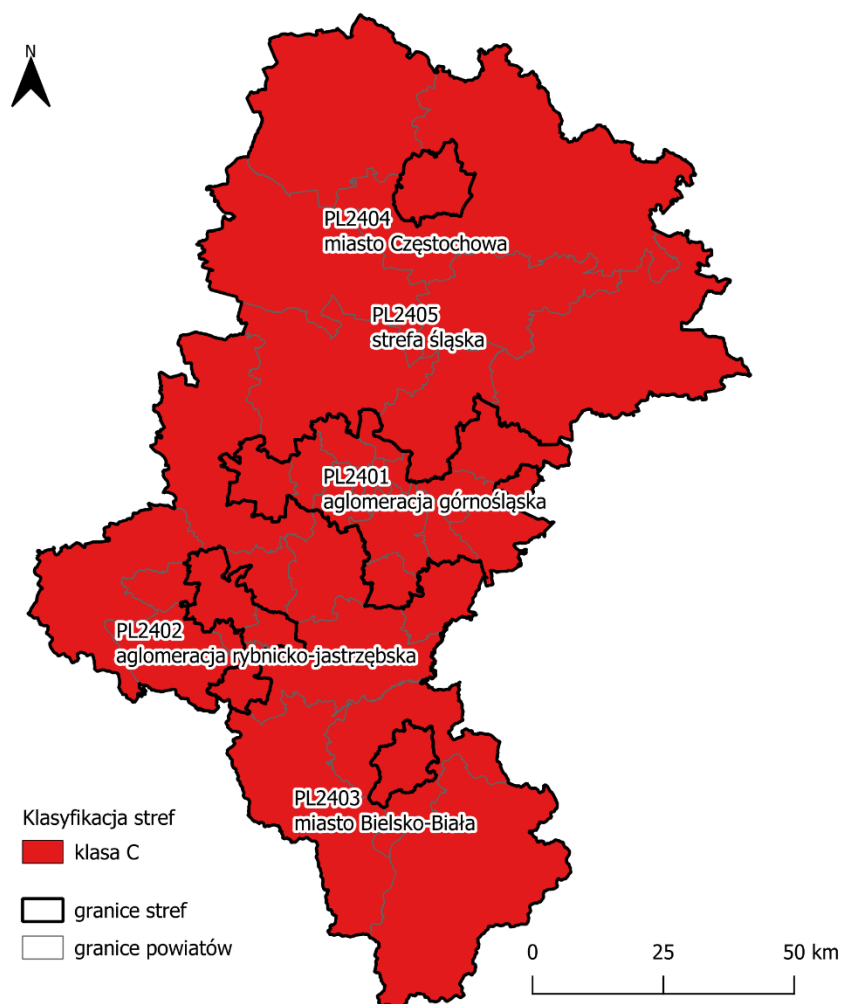 N
PL2404
miasto Częstochowa
PL2405
strefa śląska
PL2401
aglomeracja górnośląska
PL2402
aglomeracja rybnicko-jastrzębska
PL2403
miasto Bielsko-Biała
Klasyfikacja stref
klasa C
granice stref
granice powiatów
0 25 50 km